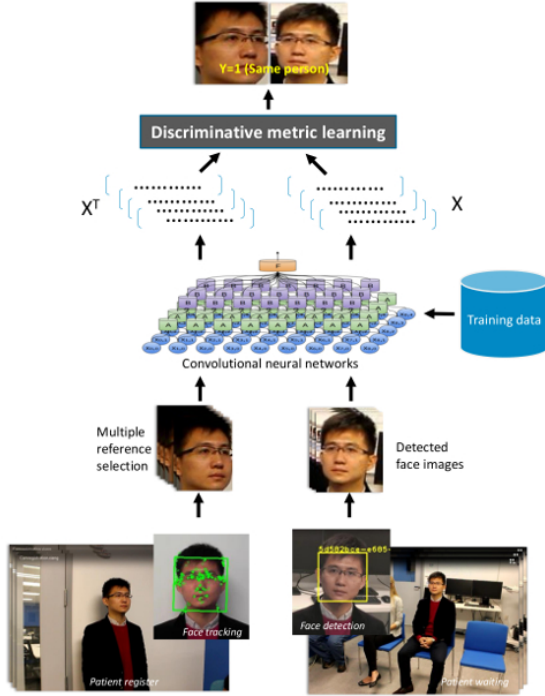 Y=1 (Same person)
Discriminative metric learning
Xᵀ
X
Training data
Convolutional neural networks
Multiple
reference
selection
Detected
face images
Face tracking
Patient register
Face detection
Patient waiting